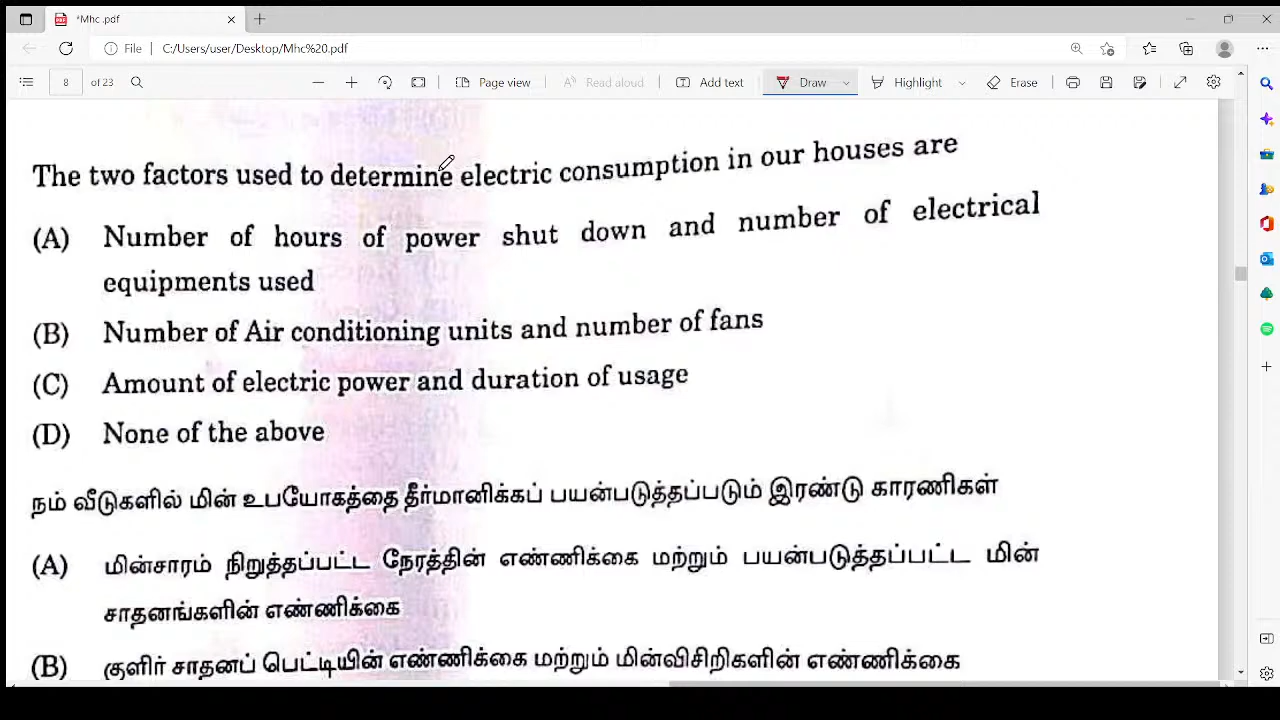 *Mhc .pdf
File | C:/Users/user/Desktop/Mhc%20.pdf
8 of 23 Page view Read aloud Add text Draw Highlight Erase
The two factors used to determine electric consumption in our houses are
(A) Number of hours of power shut down and number of electrical
equipments used
(B) Number of Air conditioning units and number of fans
(C) Amount of electric power and duration of usage
(D) None of the above
நம் வீடுகளில் மின் உபயோகத்தை தீர்மானிக்கப் பயன்படுத்தப்படும் இரண்டு காரணிகள்
(A) மின்சாரம் நிறுத்தப்பட்ட நேரத்தின் எண்ணிக்கை மற்றும் பயன்படுத்தப்பட்ட மின்
சாதனங்களின் எண்ணிக்கை
(B) குளிர் சாதனப் பெட்டியின் எண்ணிக்கை மற்றும் மின்விசிறிகளின் எண்ணிக்கை